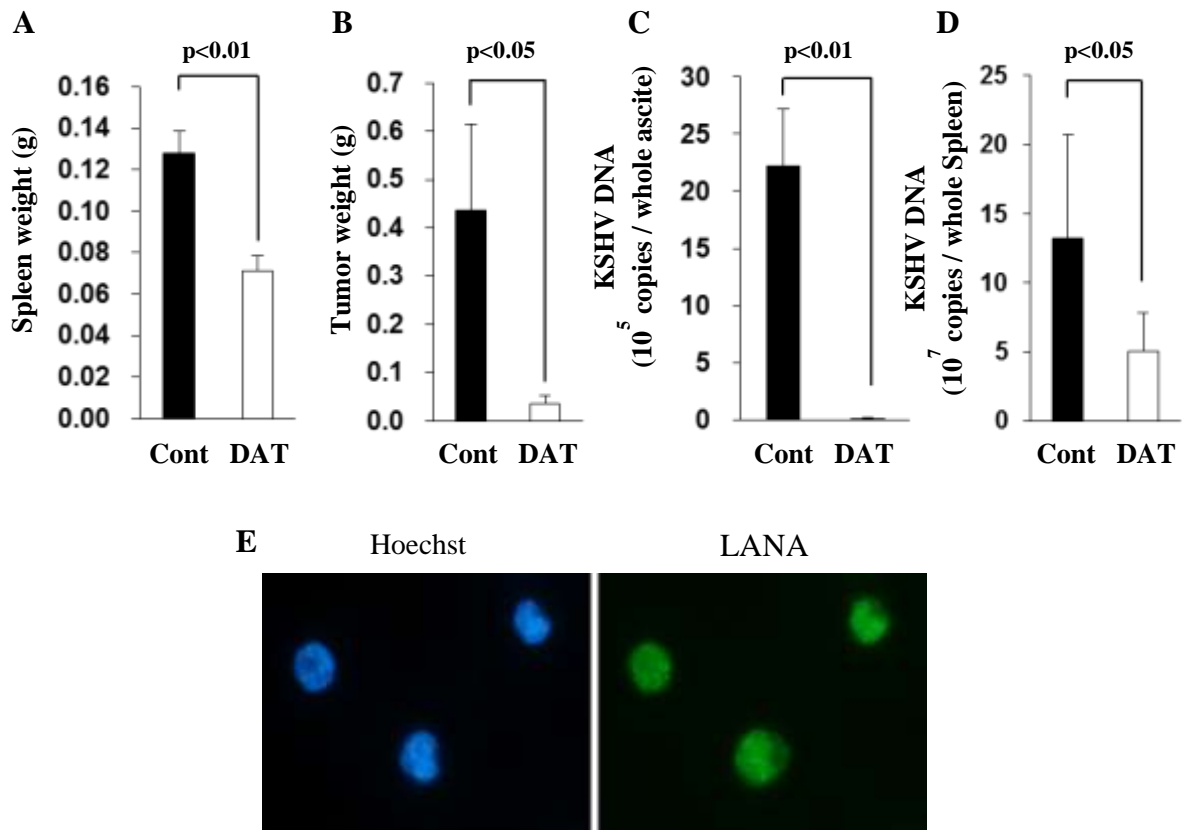 A
p<0.01
Spleen weight (g)
0.16
0.14
0.12
0.10
0.08
0.06
0.04
0.02
0.00
Cont DAT
B
p<0.05
Tumor weight (g)
0.7
0.6
0.5
0.4
0.3
0.2
0.1
0.0
Cont DAT
C
p<0.01
KSHV DNA
(10⁵ copies / whole ascite)
30
25
20
15
10
5
0
Cont DAT
D
p<0.05
KSHV DNA
(10⁷ copies / whole Spleen)
25
20
15
10
5
0
Cont DAT
E
Hoechst
LANA